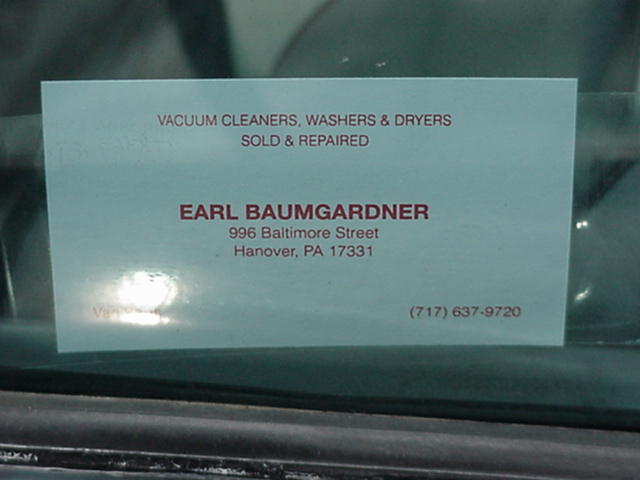 VACUUM CLEANERS, WASHERS & DRYERS
SOLD & REPAIRED
EARL BAUMGARDNER
996 Baltimore Street
Hanover, PA 17331
(717) 637-9720